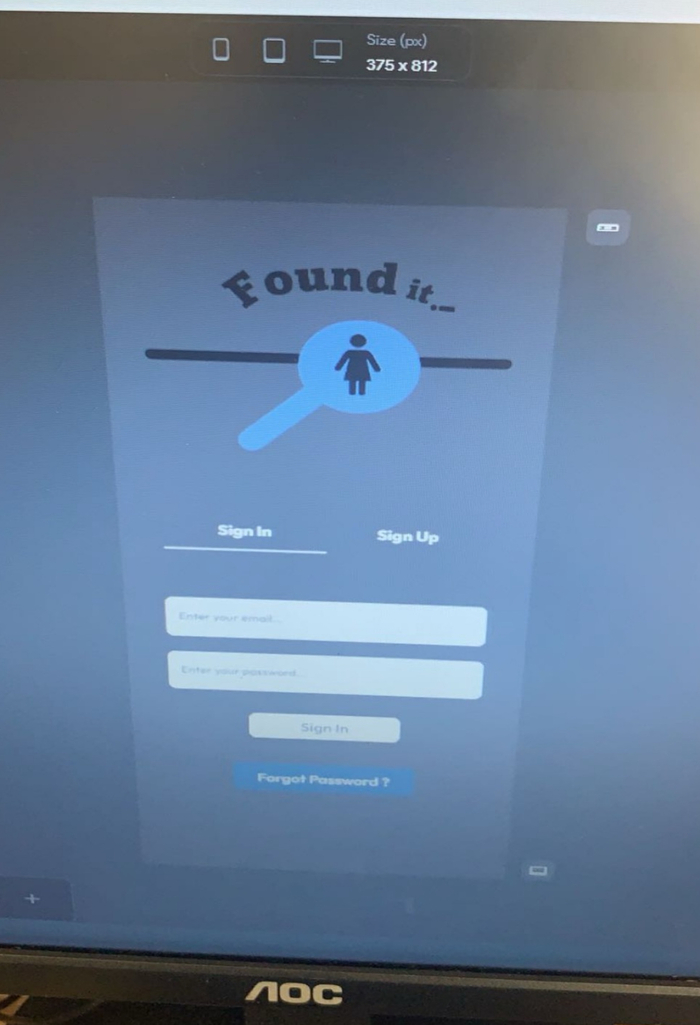 Size (px)
375 x 812
Found it._
Sign In
Sign Up
Enter your email...
Enter your password...
Sign In
Forgot Password ?
AOC